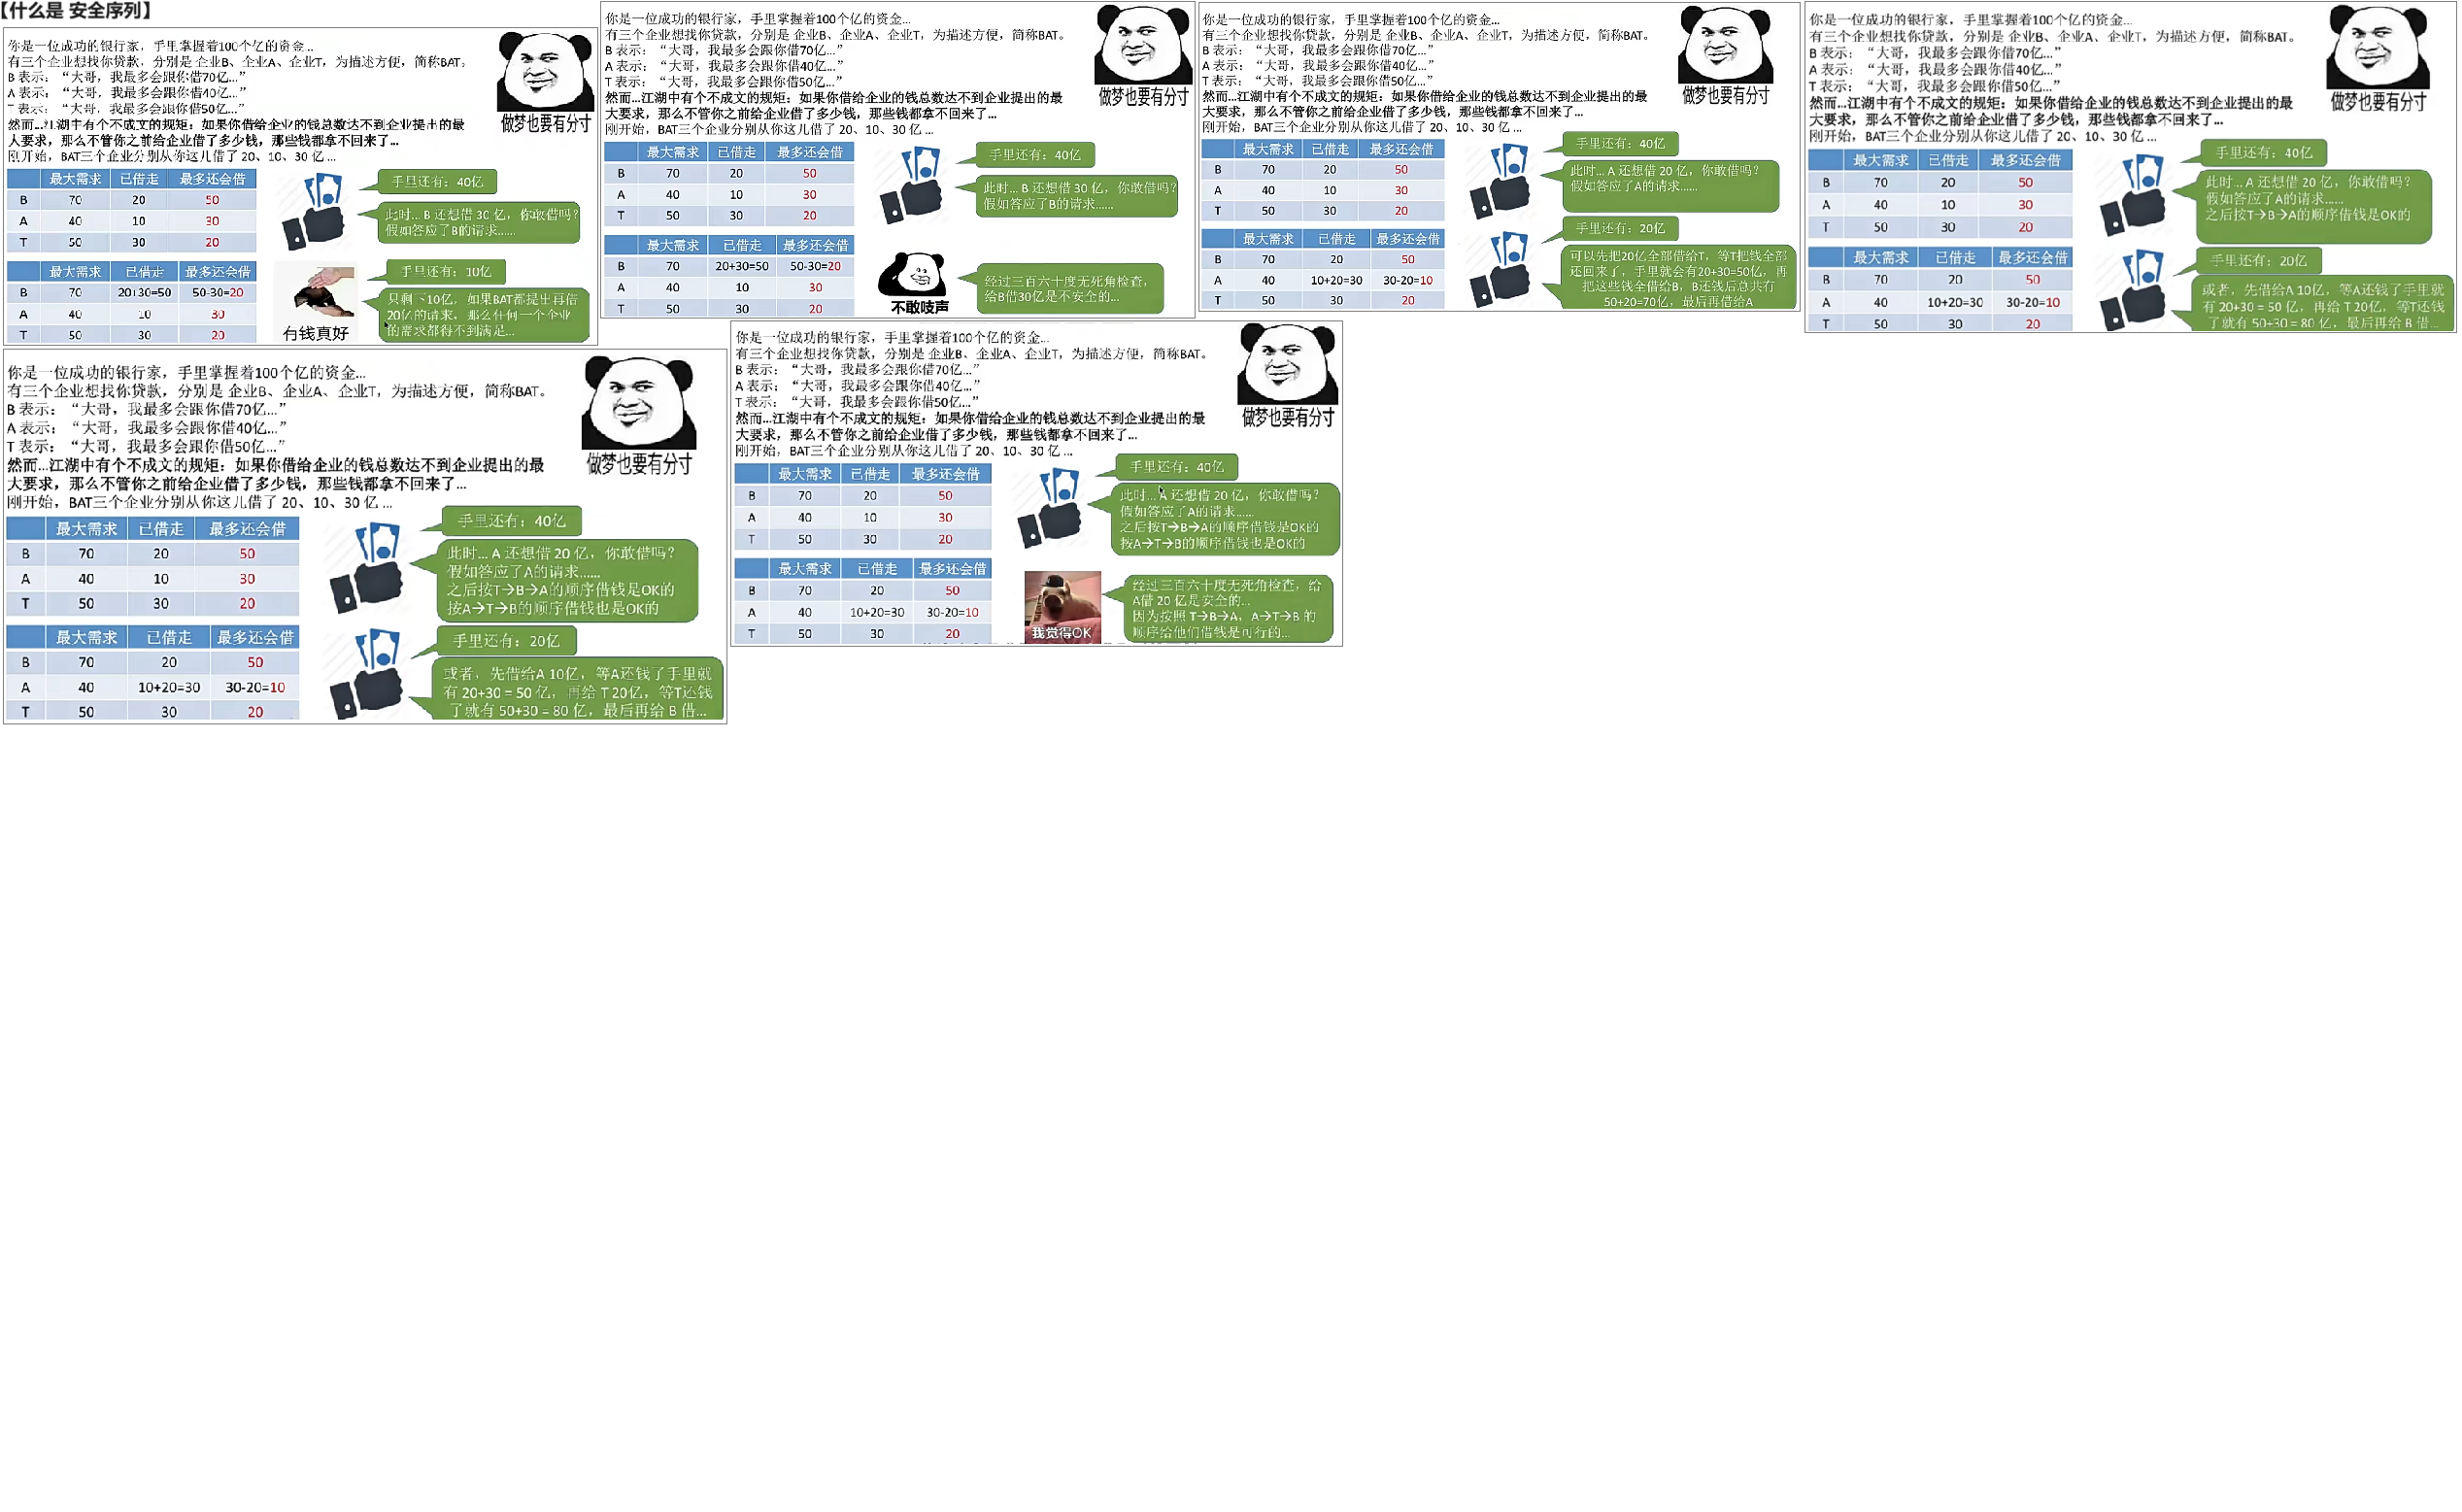 【什么是 安全序列】
你是一位成功的银行家，手里掌握着100个亿的资金...
有三个企业想找你贷款，分别是 企业B、企业A、企业T，为描述方便，简称BAT。
B 表示：“大哥，我最多会跟你借70亿...”
A 表示：“大哥，我最多会跟你借40亿...”
T 表示：“大哥，我最多会跟你借50亿...”
然而...江湖中有个不成文的规矩：如果你借给企业的钱总数达不到企业提出的最
大要求，那么不管你之前给企业借了多少钱，那些钱都拿不回来了...
刚开始，BAT三个企业分别从你这儿借了 20、10、30 亿 ...
做梦也要有分寸
最大需求 已借走 最多还会借
B 70 20 50
A 40 10 30
T 50 30 20
手里还有：40亿
此时... B 还想借 30 亿，你敢借吗？
假如答应了B的请求......
最大需求 已借走 最多还会借
B 70 20+30=50 50-30=20
A 40 10 30
T 50 30 20
有钱真好
手里还有：10亿
只剩下10亿，如果BAT都提出再借
20亿的请求，那么任何一个企业
的需求都得不到满足...
你是一位成功的银行家，手里掌握着100个亿的资金...
有三个企业想找你贷款，分别是 企业B、企业A、企业T，为描述方便，简称BAT。
B 表示：“大哥，我最多会跟你借70亿...”
A 表示：“大哥，我最多会跟你借40亿...”
T 表示：“大哥，我最多会跟你借50亿...”
然而...江湖中有个不成文的规矩：如果你借给企业的钱总数达不到企业提出的最
大要求，那么不管你之前给企业借了多少钱，那些钱都拿不回来了...
刚开始，BAT三个企业分别从你这儿借了 20、10、30 亿 ...
做梦也要有分寸
最大需求 已借走 最多还会借
B 70 20 50
A 40 10 30
T 50 30 20
手里还有：40亿
此时... B 还想借 30 亿，你敢借吗？
假如答应了B的请求......
最大需求 已借走 最多还会借
B 70 20+30=50 50-30=20
A 40 10 30
T 50 30 20
不敢吱声
经过三百六十度无死角检查，
给B借30亿是不安全的...
你是一位成功的银行家，手里掌握着100个亿的资金...
有三个企业想找你贷款，分别是 企业B、企业A、企业T，为描述方便，简称BAT。
B 表示：“大哥，我最多会跟你借70亿...”
A 表示：“大哥，我最多会跟你借40亿...”
T 表示：“大哥，我最多会跟你借50亿...”
然而...江湖中有个不成文的规矩：如果你借给企业的钱总数达不到企业提出的最
大要求，那么不管你之前给企业借了多少钱，那些钱都拿不回来了...
刚开始，BAT三个企业分别从你这儿借了 20、10、30 亿 ...
做梦也要有分寸
最大需求 已借走 最多还会借
B 70 20 50
A 40 10 30
T 50 30 20
手里还有：40亿
此时... A 还想借 20 亿，你敢借吗？
假如答应了A的请求......
最大需求 已借走 最多还会借
B 70 20 50
A 40 10+20=30 30-20=10
T 50 30 20
手里还有：20亿
可以先把20亿全部借给T，等T把钱全部
还回来了，手里就会有20+30=50亿，再
把这些钱全借给B，B还钱后总共有
50+20=70亿，最后再借给A
你是一位成功的银行家，手里掌握着100个亿的资金...
有三个企业想找你贷款，分别是 企业B、企业A、企业T，为描述方便，简称BAT。
B 表示：“大哥，我最多会跟你借70亿...”
A 表示：“大哥，我最多会跟你借40亿...”
T 表示：“大哥，我最多会跟你借50亿...”
然而...江湖中有个不成文的规矩：如果你借给企业的钱总数达不到企业提出的最
大要求，那么不管你之前给企业借了多少钱，那些钱都拿不回来了...
刚开始，BAT三个企业分别从你这儿借了 20、10、30 亿 ...
做梦也要有分寸
最大需求 已借走 最多还会借
B 70 20 50
A 40 10 30
T 50 30 20
手里还有：40亿
此时... A 还想借 20 亿，你敢借吗？
假如答应了A的请求......
之后按T→B→A的顺序借钱是OK的
最大需求 已借走 最多还会借
B 70 20 50
A 40 10+20=30 30-20=10
T 50 30 20
手里还有：20亿
或者，先借给A 10亿，等A还钱了手里就
有 20+30 = 50 亿，再给 T 20亿，等T还钱
了就有 50+30 = 80 亿，最后再给 B 借...
你是一位成功的银行家，手里掌握着100个亿的资金...
有三个企业想找你贷款，分别是 企业B、企业A、企业T，为描述方便，简称BAT。
B 表示：“大哥，我最多会跟你借70亿...”
A 表示：“大哥，我最多会跟你借40亿...”
T 表示：“大哥，我最多会跟你借50亿...”
然而...江湖中有个不成文的规矩：如果你借给企业的钱总数达不到企业提出的最
大要求，那么不管你之前给企业借了多少钱，那些钱都拿不回来了...
刚开始，BAT三个企业分别从你这儿借了 20、10、30 亿 ...
做梦也要有分寸
最大需求 已借走 最多还会借
B 70 20 50
A 40 10 30
T 50 30 20
手里还有：40亿
此时... A 还想借 20 亿，你敢借吗？
假如答应了A的请求......
之后按T→B→A的顺序借钱是OK的
按A→T→B的顺序借钱也是OK的
最大需求 已借走 最多还会借
B 70 20 50
A 40 10+20=30 30-20=10
T 50 30 20
手里还有：20亿
或者，先借给A 10亿，等A还钱了手里就
有 20+30 = 50 亿，再给 T 20亿，等T还钱
了就有 50+30 = 80 亿，最后再给 B 借...
你是一位成功的银行家，手里掌握着100个亿的资金...
有三个企业想找你贷款，分别是 企业B、企业A、企业T，为描述方便，简称BAT。
B 表示：“大哥，我最多会跟你借70亿...”
A 表示：“大哥，我最多会跟你借40亿...”
T 表示：“大哥，我最多会跟你借50亿...”
然而...江湖中有个不成文的规矩：如果你借给企业的钱总数达不到企业提出的最
大要求，那么不管你之前给企业借了多少钱，那些钱都拿不回来了...
刚开始，BAT三个企业分别从你这儿借了 20、10、30 亿 ...
做梦也要有分寸
最大需求 已借走 最多还会借
B 70 20 50
A 40 10 30
T 50 30 20
手里还有：40亿
此时... A 还想借 20 亿，你敢借吗？
假如答应了A的请求......
之后按T→B→A的顺序借钱是OK的
按A→T→B的顺序借钱也是OK的
最大需求 已借走 最多还会借
B 70 20 50
A 40 10+20=30 30-20=10
T 50 30 20
我觉得OK
经过三百六十度无死角检查，给
A借 20 亿是安全的...
因为按照 T→B→A，A→T→B 的
顺序给他们借钱是可行的...